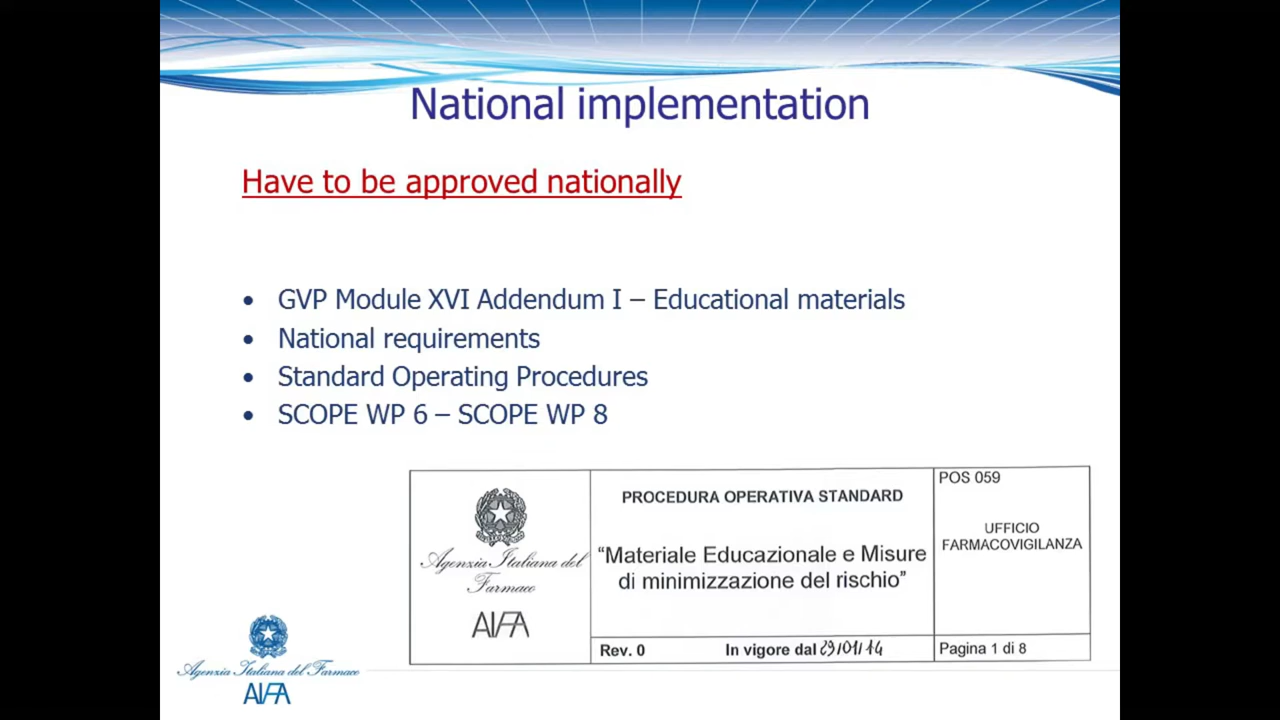 National implementation
Have to be approved nationally
• GVP Module XVI Addendum I – Educational materials
• National requirements
• Standard Operating Procedures
• SCOPE WP 6 – SCOPE WP 8
Agenzia Italiana del
Farmaco
AIFA
PROCEDURA OPERATIVA STANDARD
“Materiale Educazionale e Misure
di minimizzazione del rischio”
Rev. 0 In vigore dal 29/01/14
POS 059
UFFICIO
FARMACOVIGILANZA
Pagina 1 di 8
Agenzia Italiana del Farmaco
AIFA